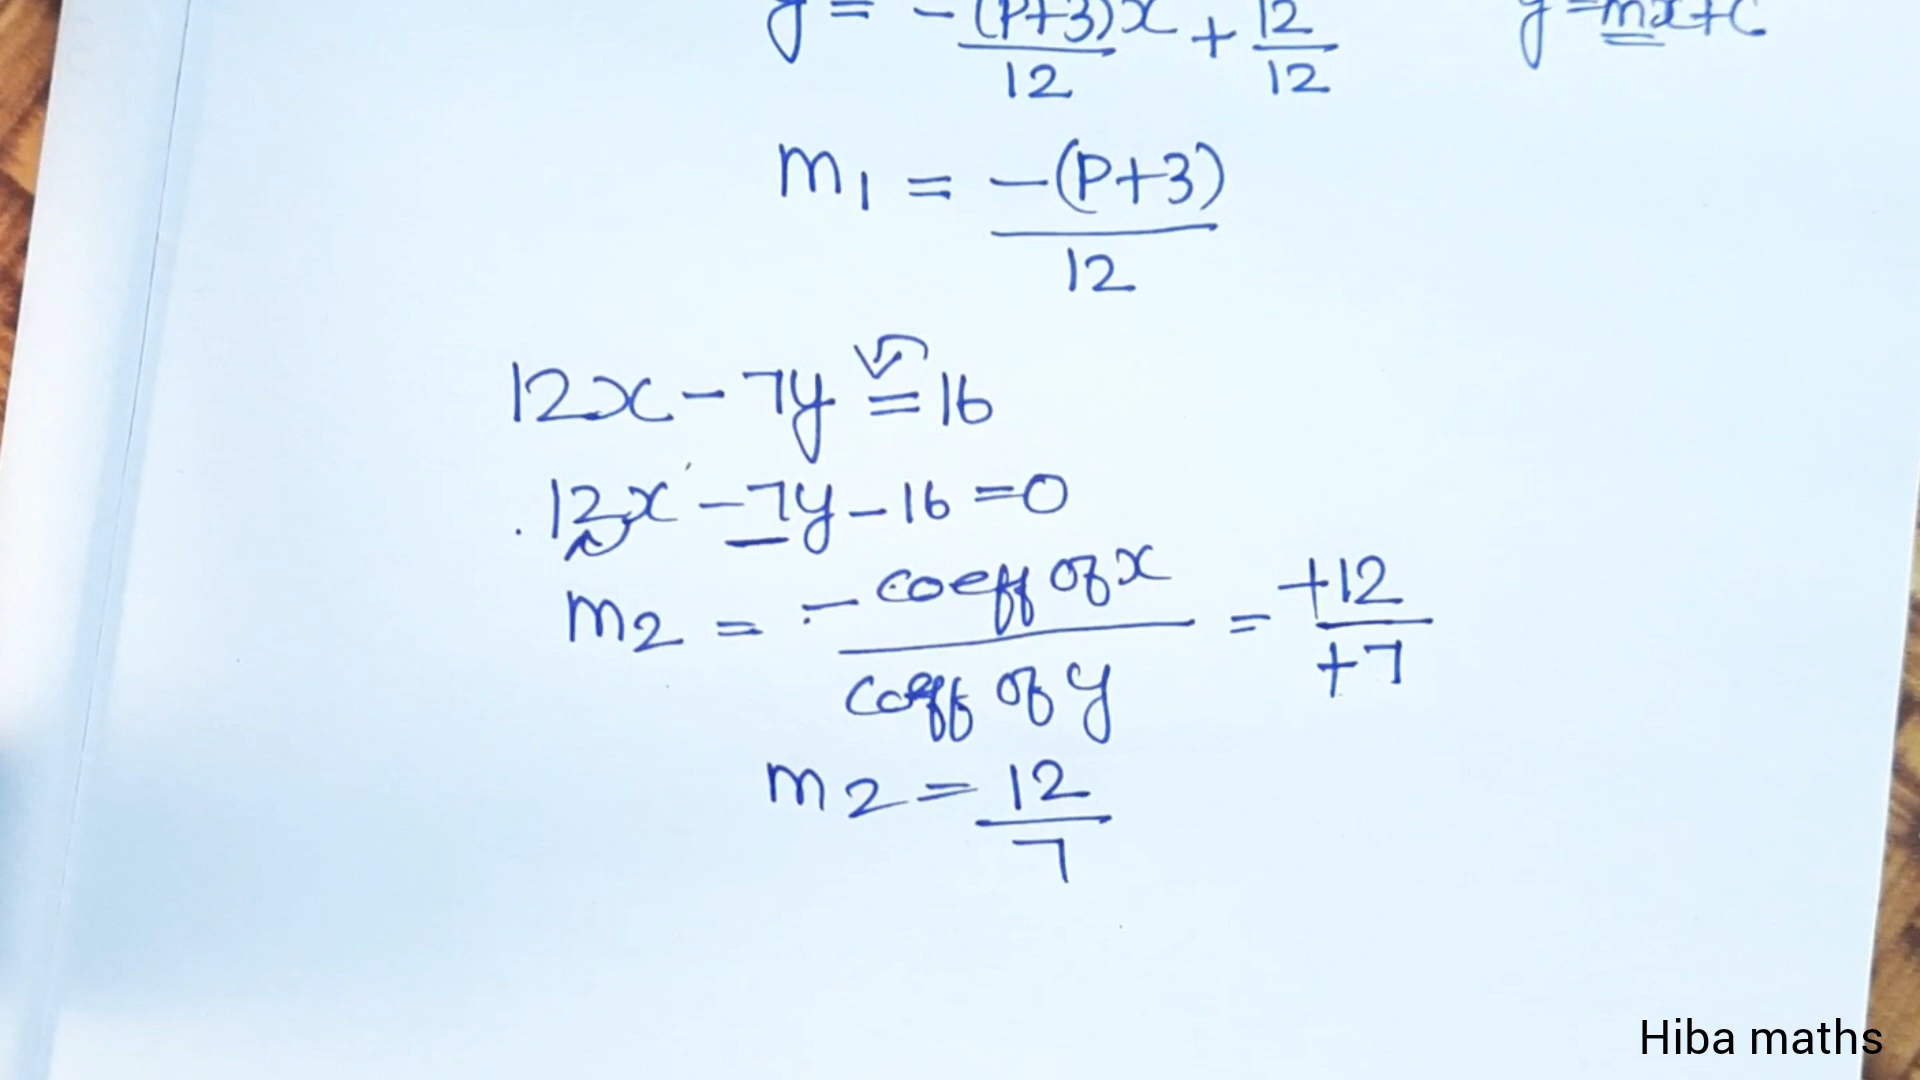 y = -(P+3)x/12 + 12/12 y = mx+c
m1 = -(P+3)/12
12x - 7y = 16
12x - 7y - 16 = 0
m2 = - coeff of x / coeff of y = +12/+7
m2 = 12/7
Hiba maths